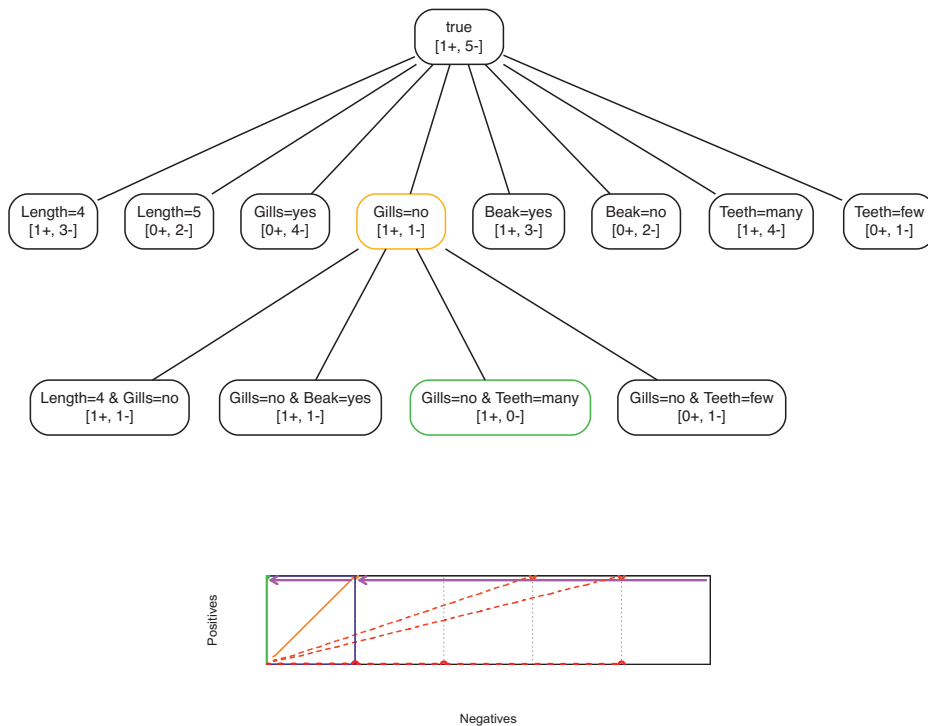 true
[1+, 5-]
Length=4
[1+, 3-]
Length=5
[0+, 2-]
Gills=yes
[0+, 4-]
Gills=no
[1+, 1-]
Beak=yes
[1+, 3-]
Beak=no
[0+, 2-]
Teeth=many
[1+, 4-]
Teeth=few
[0+, 1-]
Length=4 & Gills=no
[1+, 1-]
Gills=no & Beak=yes
[1+, 1-]
Gills=no & Teeth=many
[1+, 0-]
Gills=no & Teeth=few
[0+, 1-]
Positives
Negatives